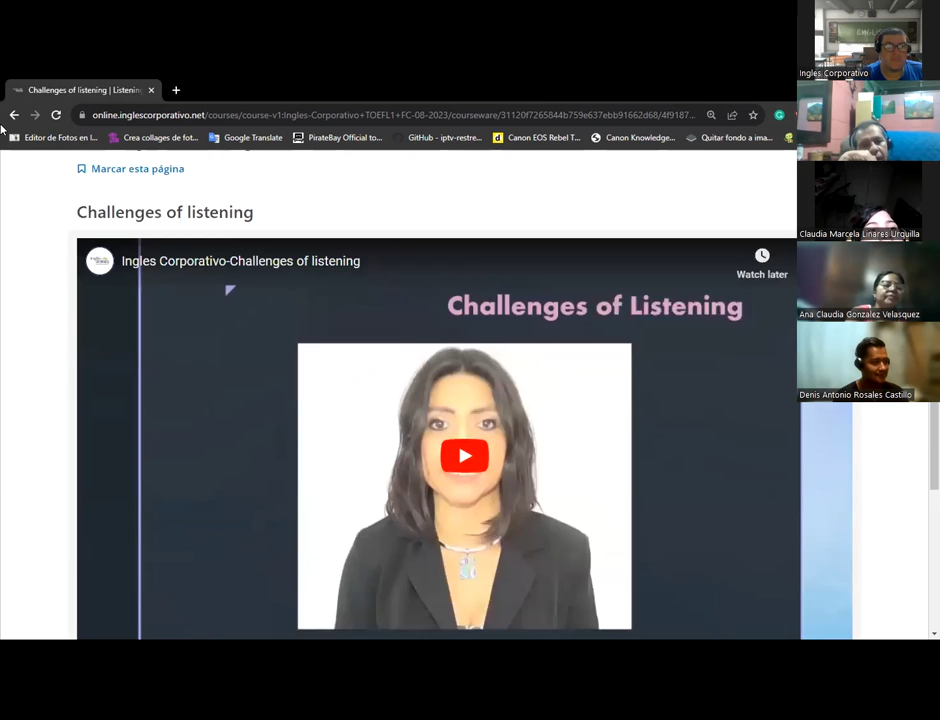 Challenges of listening | Listenin
online.inglescorporativo.net/courses/course-v1:Ingles-Corporativo+TOEFL1+FC-08-2023/courseware/31120f7265844b759e637ebb91662d68/4f9187...
Editor de Fotos en l...
Crea collages de fot...
Google Translate
PirateBay Official to...
GitHub - iptv-restre...
Canon EOS Rebel T...
Canon Knowledge...
Quitar fondo a ima...
Marcar esta página
Challenges of listening
Ingles Corporativo-Challenges of listening
Watch later
Challenges of Listening
Ingles Corporativo
Claudia Marcela Linares Urquilla
Ana Claudia Gonzalez Velasquez
Denis Antonio Rosales Castillo